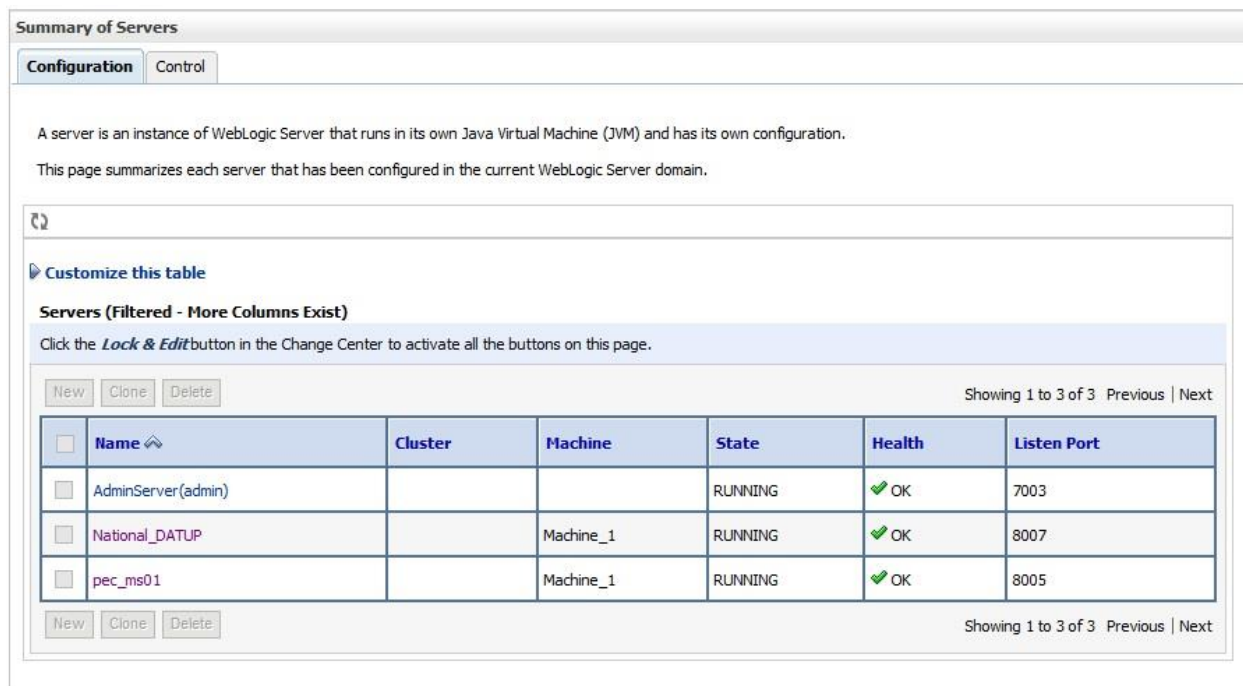 Summary of Servers
Configuration Control
A server is an instance of WebLogic Server that runs in its own Java Virtual Machine (JVM) and has its own configuration.
This page summarizes each server that has been configured in the current WebLogic Server domain.
Customize this table
Servers (Filtered - More Columns Exist)
Click the Lock & Edit button in the Change Center to activate all the buttons on this page.
New Clone Delete Showing 1 to 3 of 3 Previous | Next
Name Cluster Machine State Health Listen Port
AdminServer(admin) RUNNING OK 7003
National_DATUP Machine_1 RUNNING OK 8007
pec_ms01 Machine_1 RUNNING OK 8005
New Clone Delete Showing 1 to 3 of 3 Previous | Next